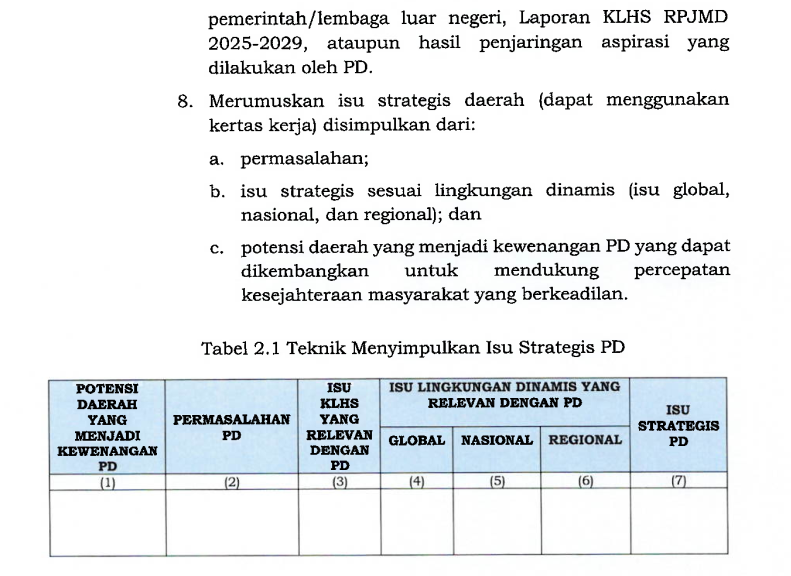 pemerintah/lembaga luar negeri, Laporan KLHS RPJMD
2025-2029, ataupun hasil penjaringan aspirasi yang
dilakukan oleh PD.
8. Merumuskan isu strategis daerah (dapat menggunakan
kertas kerja) disimpulkan dari:
a. permasalahan;
b. isu strategis sesuai lingkungan dinamis (isu global,
nasional, dan regional); dan
c. potensi daerah yang menjadi kewenangan PD yang dapat
dikembangkan untuk mendukung percepatan
kesejahteraan masyarakat yang berkeadilan.
Tabel 2.1 Teknik Menyimpulkan Isu Strategis PD
POTENSI
DAERAH
YANG
MENJADI
KEWENANGAN
PD
PERMASALAHAN
PD
ISU
KLHS
YANG
RELEVAN
DENGAN
PD
ISU LINGKUNGAN DINAMIS YANG
RELEVAN DENGAN PD
GLOBAL NASIONAL REGIONAL
ISU
STRATEGIS
PD
(1) (2) (3) (4) (5) (6) (7)